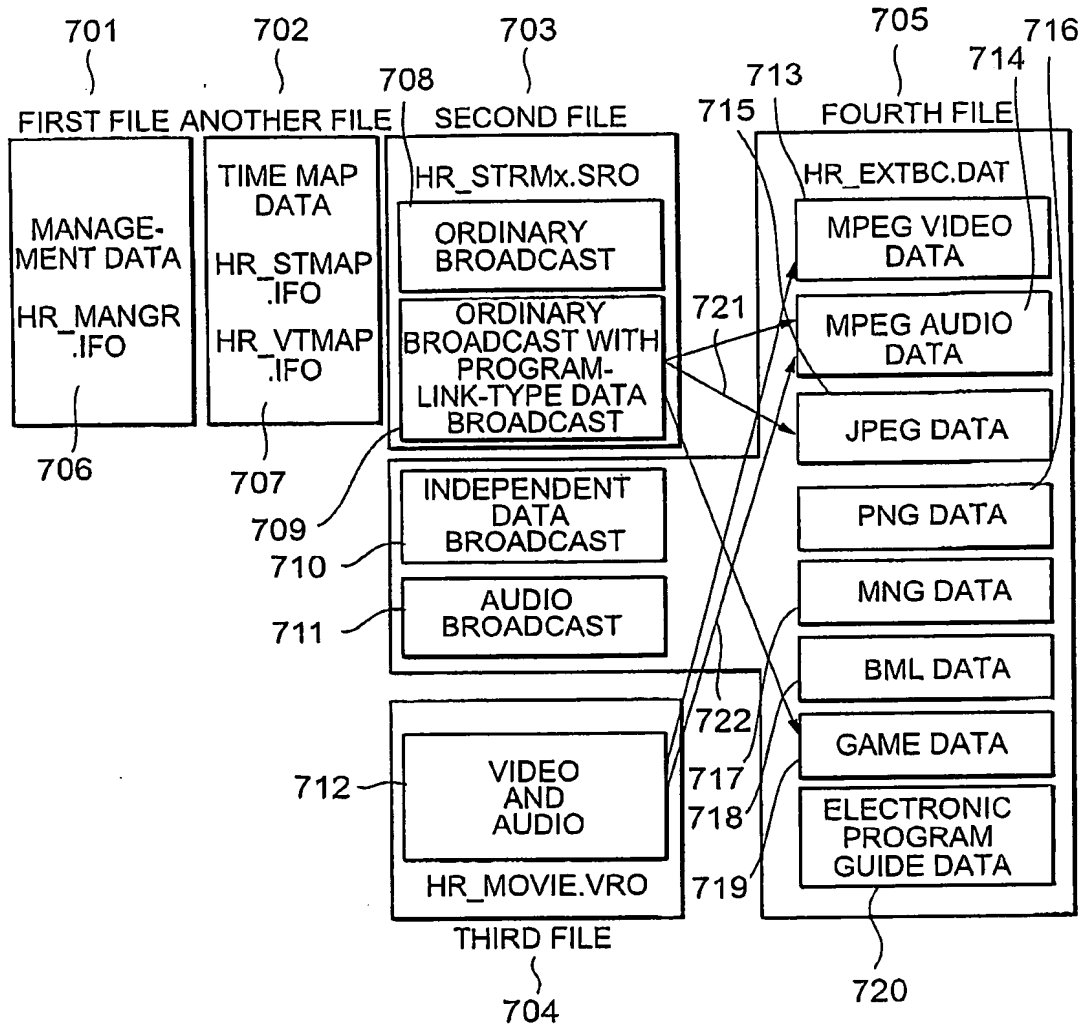 701
702
703
705
716
708
713
714
715
FIRST FILE
ANOTHER FILE
SECOND FILE
FOURTH FILE
MANAGE-
MENT DATA
HR_MANGR
.IFO
706
TIME MAP
DATA
HR_STMAP
.IFO
HR_VTMAP
.IFO
707
HR_STRMx.SRO
ORDINARY
BROADCAST
ORDINARY
BROADCAST WITH
PROGRAM-
LINK-TYPE DATA
BROADCAST
709
721
INDEPENDENT
DATA
BROADCAST
710
AUDIO
BROADCAST
711
722
712
VIDEO
AND
AUDIO
HR_MOVIE.VRO
THIRD FILE
704
HR_EXTBC.DAT
MPEG VIDEO
DATA
MPEG AUDIO
DATA
JPEG DATA
PNG DATA
MNG DATA
BML DATA
GAME DATA
ELECTRONIC
PROGRAM
GUIDE DATA
717
718
719
720